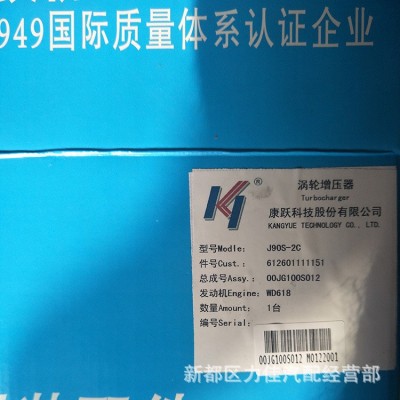 949国际质量体系认证企业
涡轮增压器
Turbocharger
康跃科技股份有限公司
KANGYUE TECHNOLOGY CO., LTD.
型号Modle: J90S-2C
件号Cust.: 612601111151
总成号Assy.: 00JG100S012
发动机Engine: WD618
数量Amount: 1台
编号Serial:
00JG100S012 M0122001
新都区力佳汽配经营部